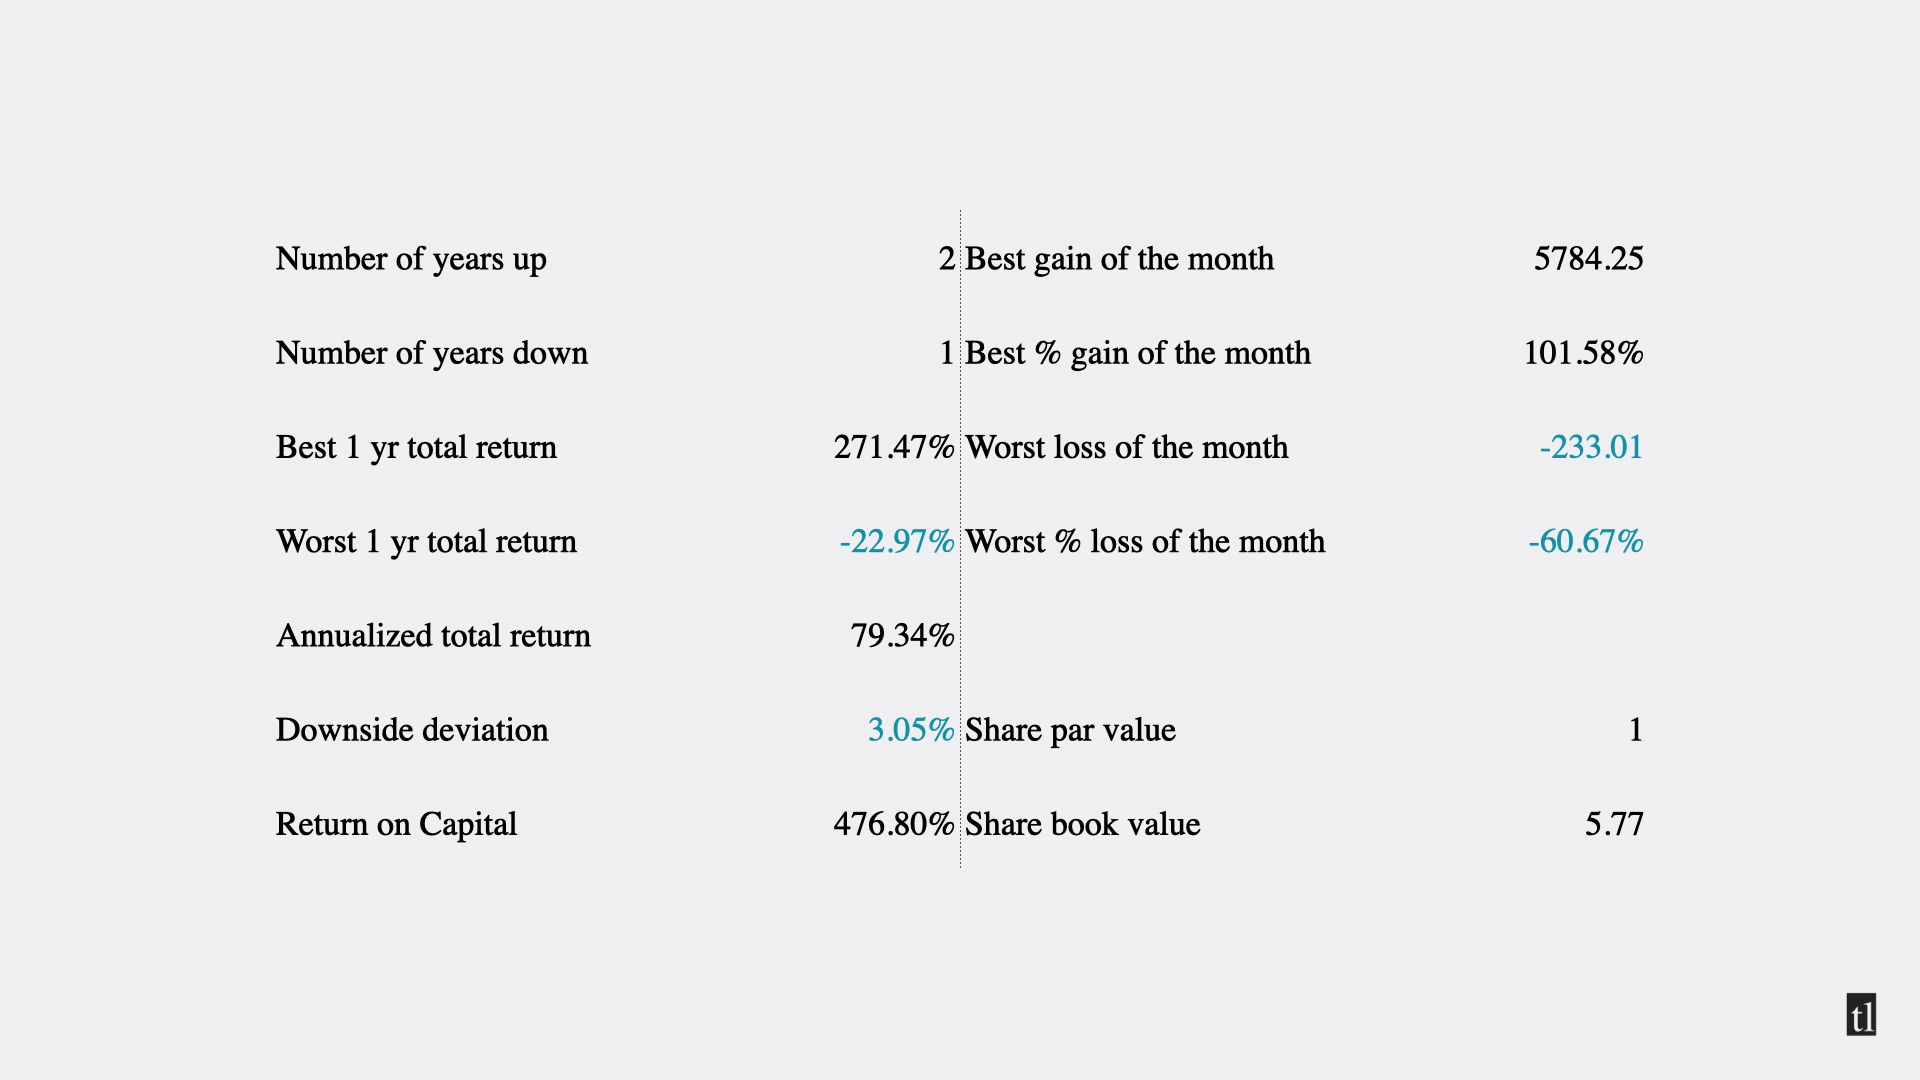 Number of years up 2 Best gain of the month 5784.25
Number of years down 1 Best % gain of the month 101.58%
Best 1 yr total return 271.47% Worst loss of the month -233.01
Worst 1 yr total return -22.97% Worst % loss of the month -60.67%
Annualized total return 79.34%
Downside deviation 3.05% Share par value 1
Return on Capital 476.80% Share book value 5.77
tl